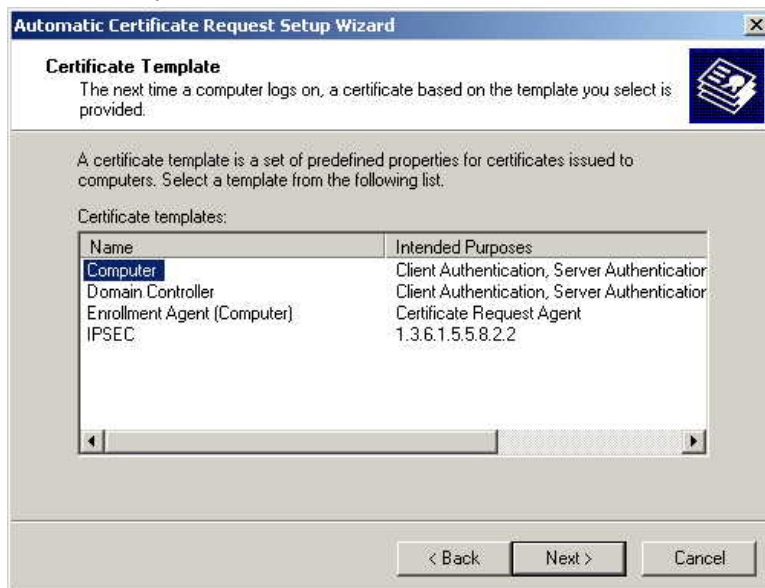 Automatic Certificate Request Setup Wizard
Certificate Template
The next time a computer logs on, a certificate based on the template you select is
provided.
A certificate template is a set of predefined properties for certificates issued to
computers. Select a template from the following list.
Certificate templates:
Name Intended Purposes
Computer Client Authentication, Server Authentication
Domain Controller Client Authentication, Server Authentication
Enrollment Agent (Computer) Certificate Request Agent
IPSEC 1.3.6.1.5.5.8.2.2
< Back Next > Cancel